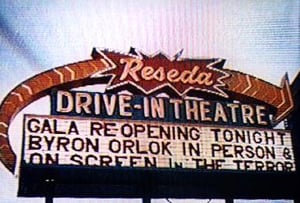 Reseda
DRIVE-IN THEATRE
GALA RE-OPENING TONIGHT
BYRON ORLOK IN PERSON &
ON SCREEN IN THE TERROR